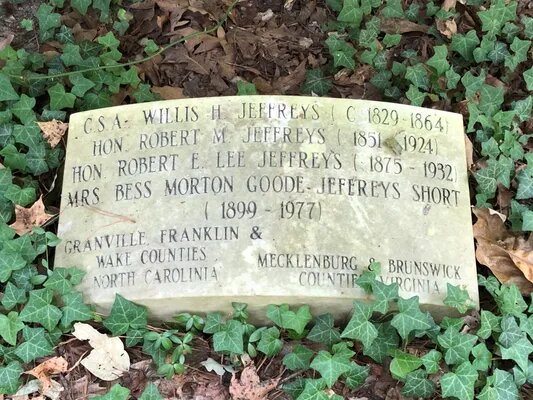 C.S.A. WILLIS H. JEFFREYS ( C 1829-1864)
HON. ROBERT M. JEFFREYS ( 1851 - 1924)
HON ROBERT E. LEE JEFFREYS ( 1875 - 1932)
MRS. BESS MORTON GOODE-JEFFREYS SHORT
( 1899 - 1977)
GRANVILLE, FRANKLIN &
WAKE COUNTIES
NORTH CAROLINA
MECKLENBURG & BRUNSWICK
COUNTIES VIRGINIA